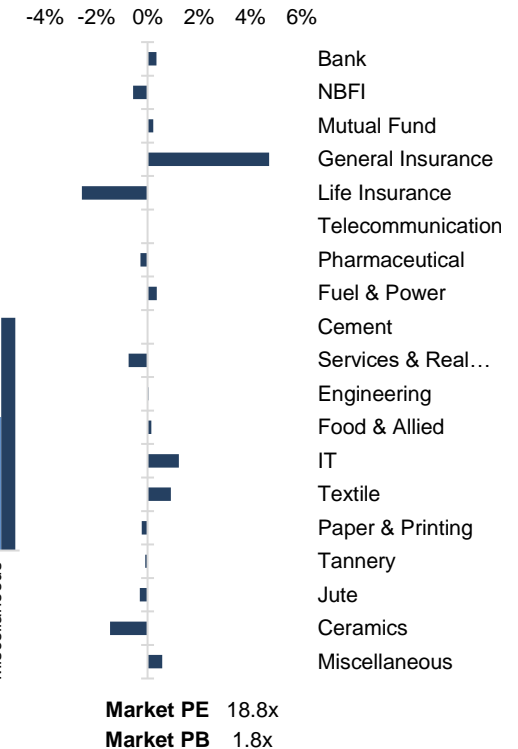 -4% -2% 0% 2% 4% 6%
Bank
NBFI
Mutual Fund
General Insurance
Life Insurance
Telecommunication
Pharmaceutical
Fuel & Power
Cement
Services & Real…
Engineering
Food & Allied
IT
Textile
Paper & Printing
Tannery
Jute
Ceramics
Miscellaneous
Market PE 18.8x
Market PB 1.8x